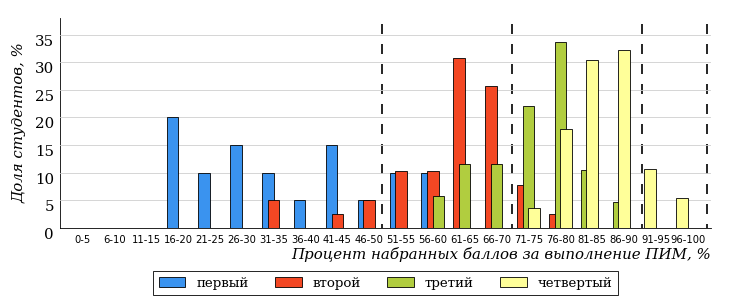 Доля студентов, %
35
30
25
20
15
10
5
0
0-5 6-10 11-15 16-20 21-25 26-30 31-35 36-40 41-45 46-50 51-55 56-60 61-65 66-70 71-75 76-80 81-85 86-90 91-95 96-100
Процент набранных баллов за выполнение ПИМ, %
первый второй третий четвертый